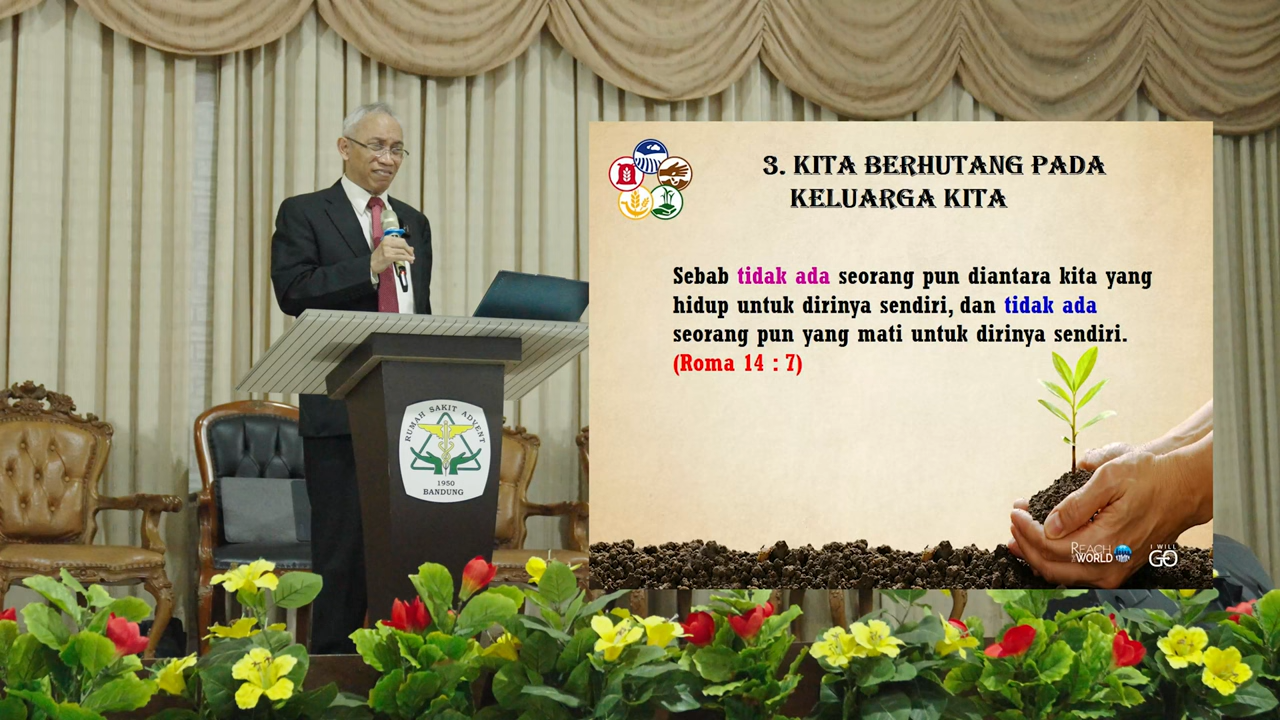 3. KITA BERHUTANG PADA
KELUARGA KITA
Sebab tidak ada seorang pun diantara kita yang
hidup untuk dirinya sendiri, dan tidak ada
seorang pun yang mati untuk dirinya sendiri.
(Roma 14 : 7)
REACH
THE WORLD
I WILL
GO
RUMAH SAKIT ADVENT
1950
BANDUNG